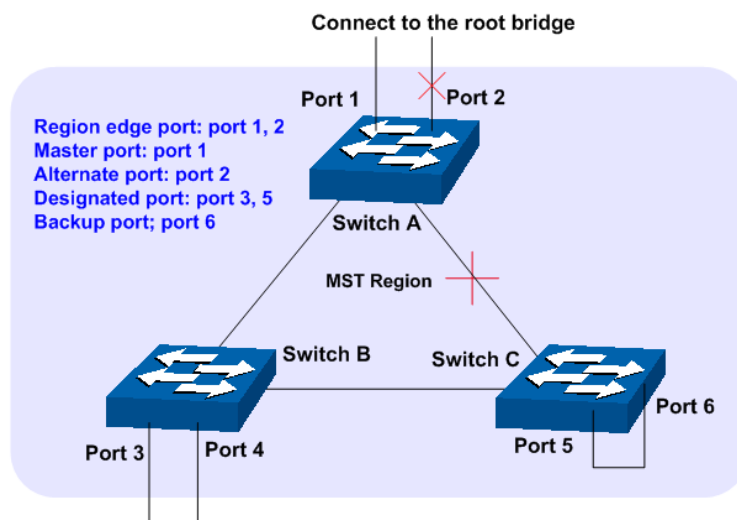 Connect to the root bridge
Port 1
Port 2
Region edge port: port 1, 2
Master port: port 1
Alternate port: port 2
Designated port: port 3, 5
Backup port; port 6
Switch A
MST Region
Switch B
Switch C
Port 6
Port 3
Port 4
Port 5